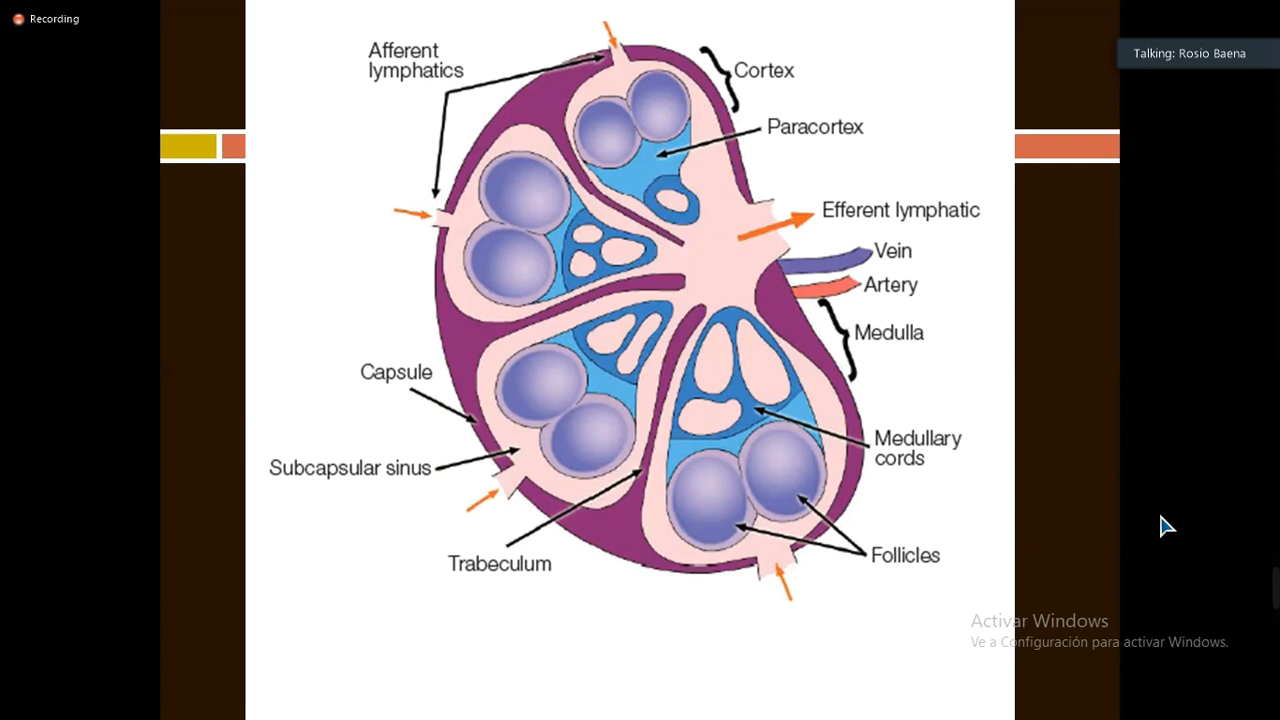 Recording
Talking: Rosio Baena
Afferent
lymphatics
Cortex
Paracortex
Efferent lymphatic
Vein
Artery
Medulla
Capsule
Medullary
cords
Subcapsular sinus
Follicles
Trabeculum
Activar Windows
Ve a Configuración para activar Windows.